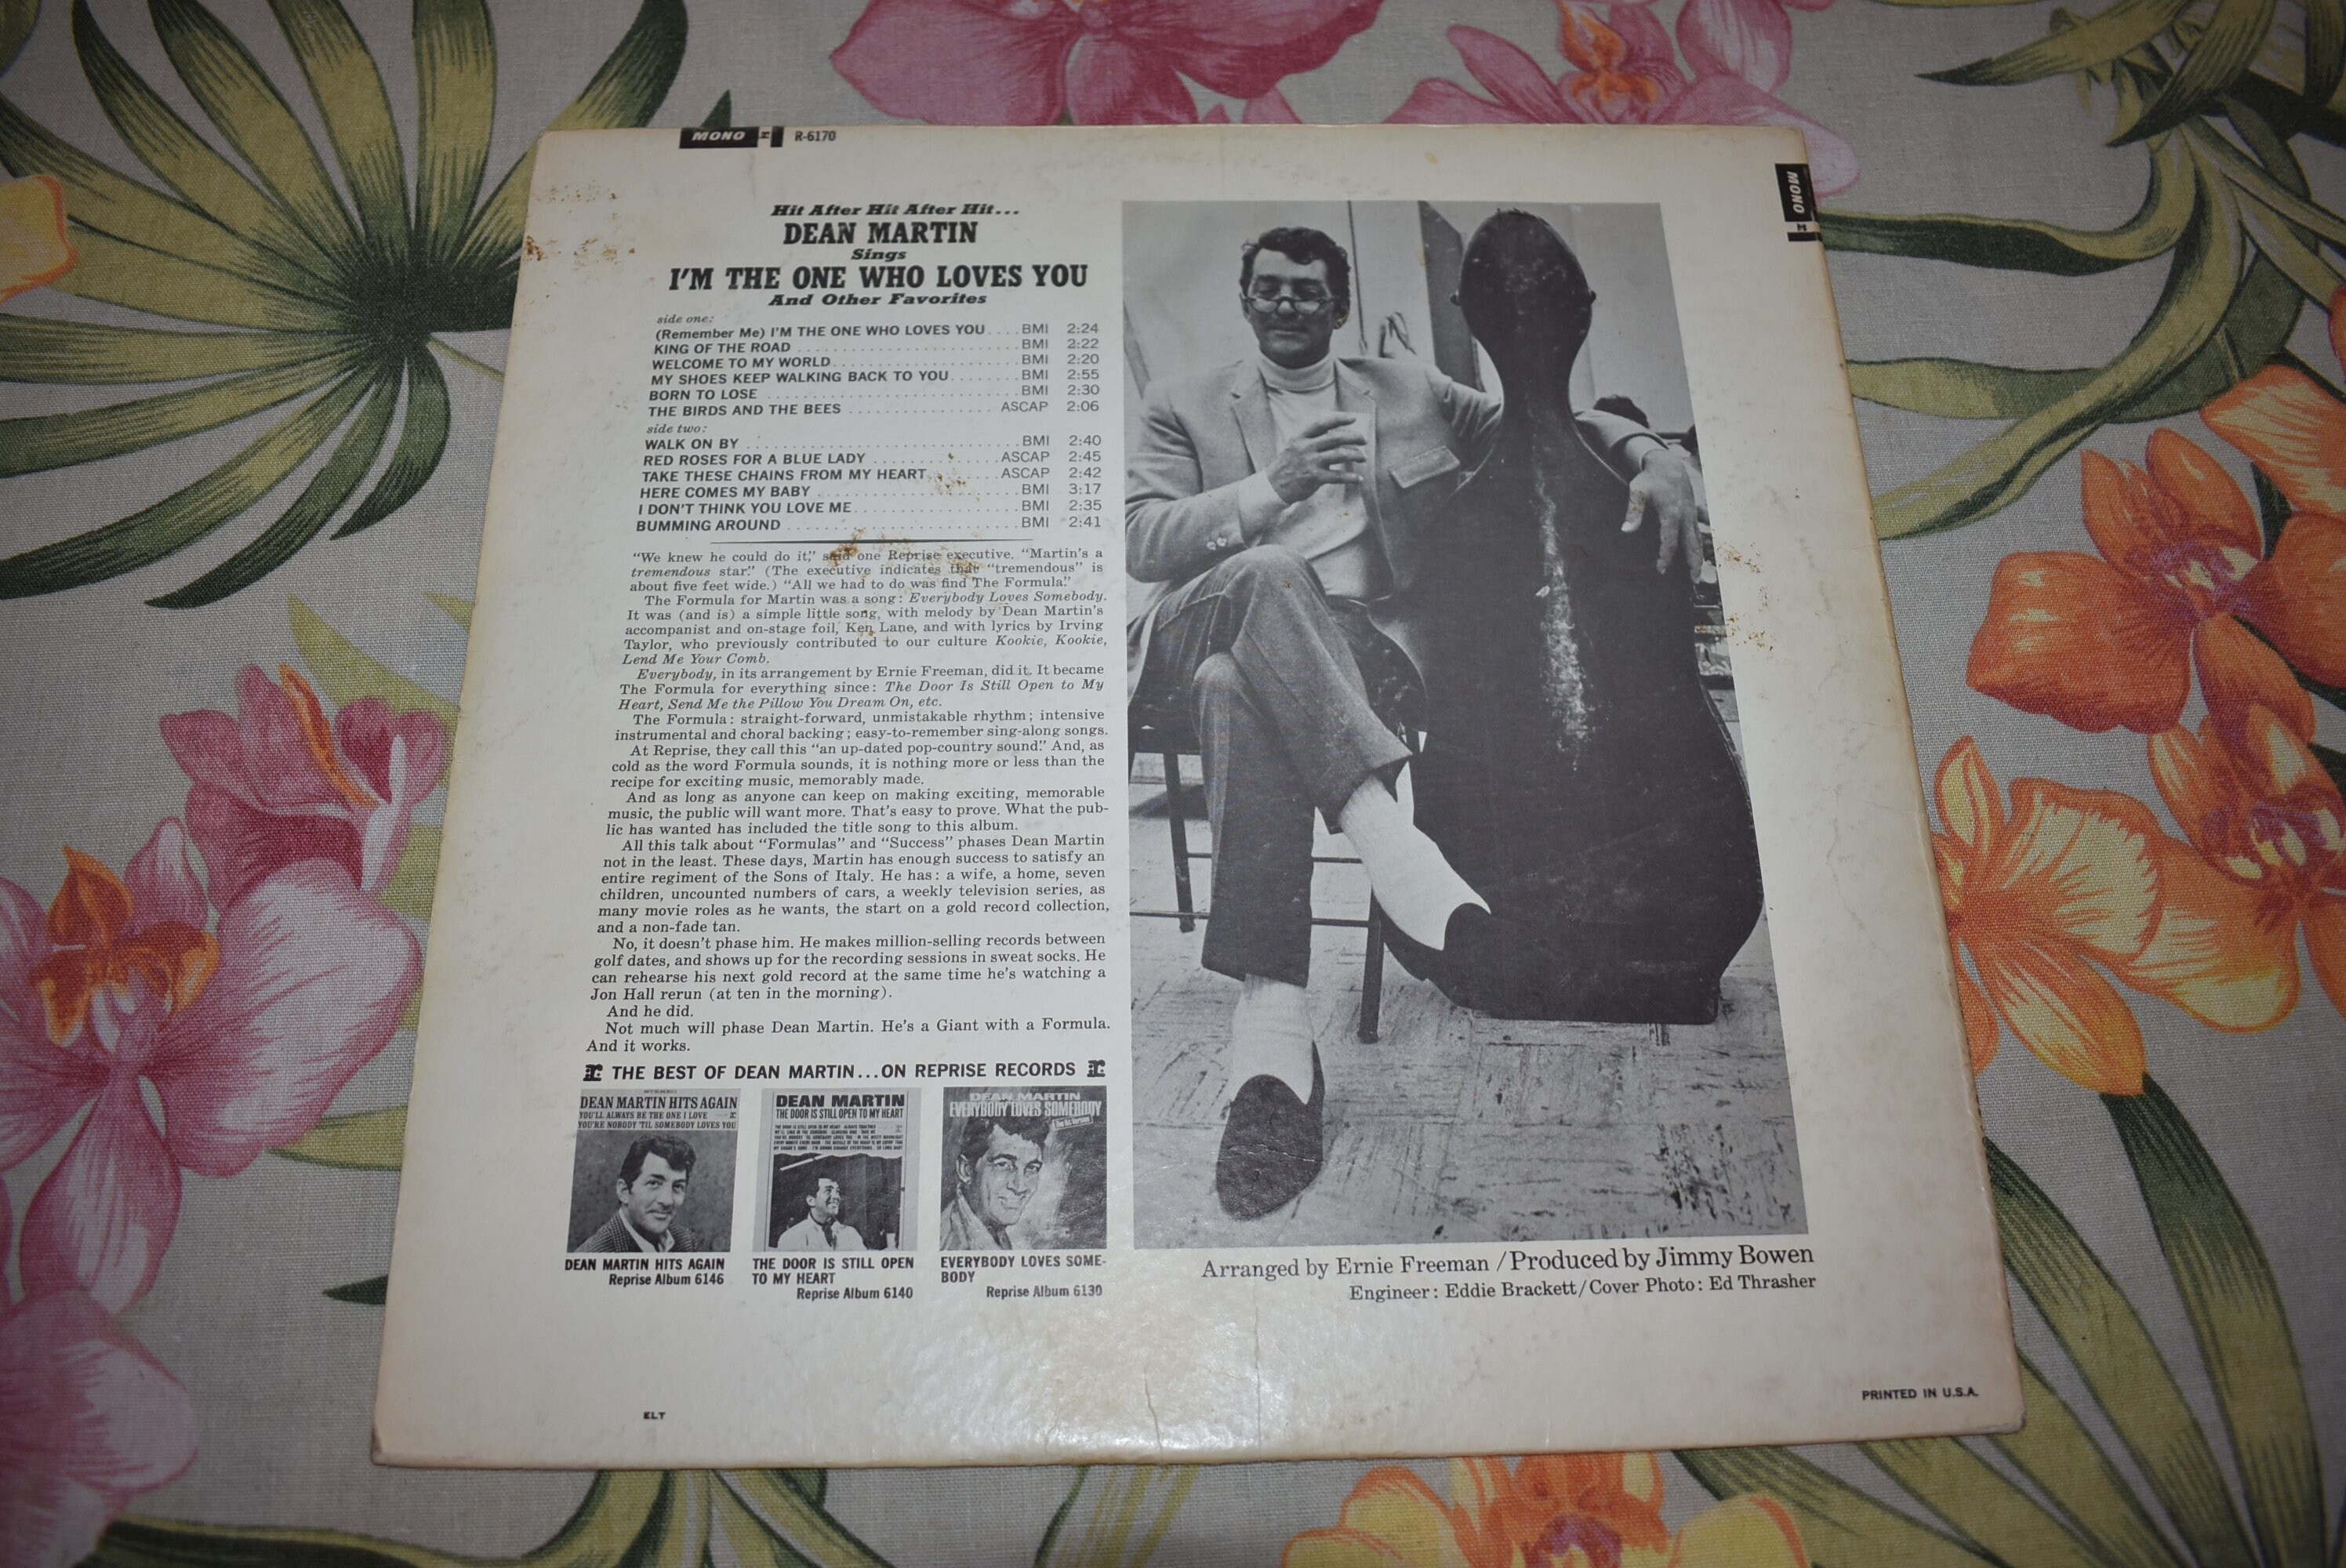 MONO R-6170
MONO
Hit After Hit After Hit...
DEAN MARTIN
Sings
I'M THE ONE WHO LOVES YOU
And Other Favorites
side one:
(Remember Me) I'M THE ONE WHO LOVES YOU .... BMI 2:24
KING OF THE ROAD .... BMI 2:22
WELCOME TO MY WORLD .... BMI 2:20
MY SHOES KEEP WALKING BACK TO YOU .... BMI 2:55
BORN TO LOSE .... BMI 2:30
THE BIRDS AND THE BEES .... ASCAP 2:06
side two:
WALK ON BY .... BMI 2:40
RED ROSES FOR A BLUE LADY .... ASCAP 2:45
TAKE THESE CHAINS FROM MY HEART .... ASCAP 2:42
HERE COMES MY BABY .... BMI 3:17
I DON'T THINK YOU LOVE ME .... BMI 2:35
BUMMING AROUND .... BMI 2:41
"We knew he could do it," said one Reprise executive. "Martin's a
tremendous star." (The executive indicates that "tremendous" is
about five feet wide.) "All we had to do was find The Formula."
The Formula for Martin was a song: Everybody Loves Somebody.
It was (and is) a simple little song, with melody by Dean Martin's
accompanist and on-stage foil, Ken Lane, and with lyrics by Irving
Taylor, who previously contributed to our culture Kookie, Kookie,
Lend Me Your Comb.
Everybody, in its arrangement by Ernie Freeman, did it. It became
The Formula for everything since: The Door Is Still Open to My
Heart, Send Me the Pillow You Dream On, etc.
The Formula: straight-forward, unmistakable rhythm; intensive
instrumental and choral backing; easy-to-remember sing-along songs.
At Reprise, they call this "an up-dated pop-country sound." And, as
cold as the word Formula sounds, it is nothing more or less than the
recipe for exciting music, memorably made.
And as long as anyone can keep on making exciting, memorable
music, the public will want more. That's easy to prove. What the pub-
lic has wanted has included the title song to this album.
All this talk about "Formulas" and "Success" phases Dean Martin
not in the least. These days, Martin has enough success to satisfy an
entire regiment of the Sons of Italy. He has: a wife, a home, seven
children, uncounted numbers of cars, a weekly television series, as
many movie roles as he wants, the start on a gold record collection,
and a non-fade tan.
No, it doesn't phase him. He makes million-selling records between
golf dates, and shows up for the recording sessions in sweat socks. He
can rehearse his next gold record at the same time he's watching a
Jon Hall rerun (at ten in the morning).
And he did.
Not much will phase Dean Martin. He's a Giant with a Formula.
And it works.
THE BEST OF DEAN MARTIN...ON REPRISE RECORDS
DEAN MARTIN HITS AGAIN
YOU'LL ALWAYS BE THE ONE I LOVE
YOU'RE NOBODY 'TIL SOMEBODY LOVES YOU
DEAN MARTIN
THE DOOR IS STILL OPEN TO MY HEART
DEAN MARTIN
EVERYBODY LOVES SOMEBODY
DEAN MARTIN HITS AGAIN
Reprise Album 6146
THE DOOR IS STILL OPEN
TO MY HEART
Reprise Album 6140
EVERYBODY LOVES SOME-
BODY
Reprise Album 6130
Arranged by Ernie Freeman / Produced by Jimmy Bowen
Engineer: Eddie Brackett / Cover Photo: Ed Thrasher
PRINTED IN U.S.A.
ELT